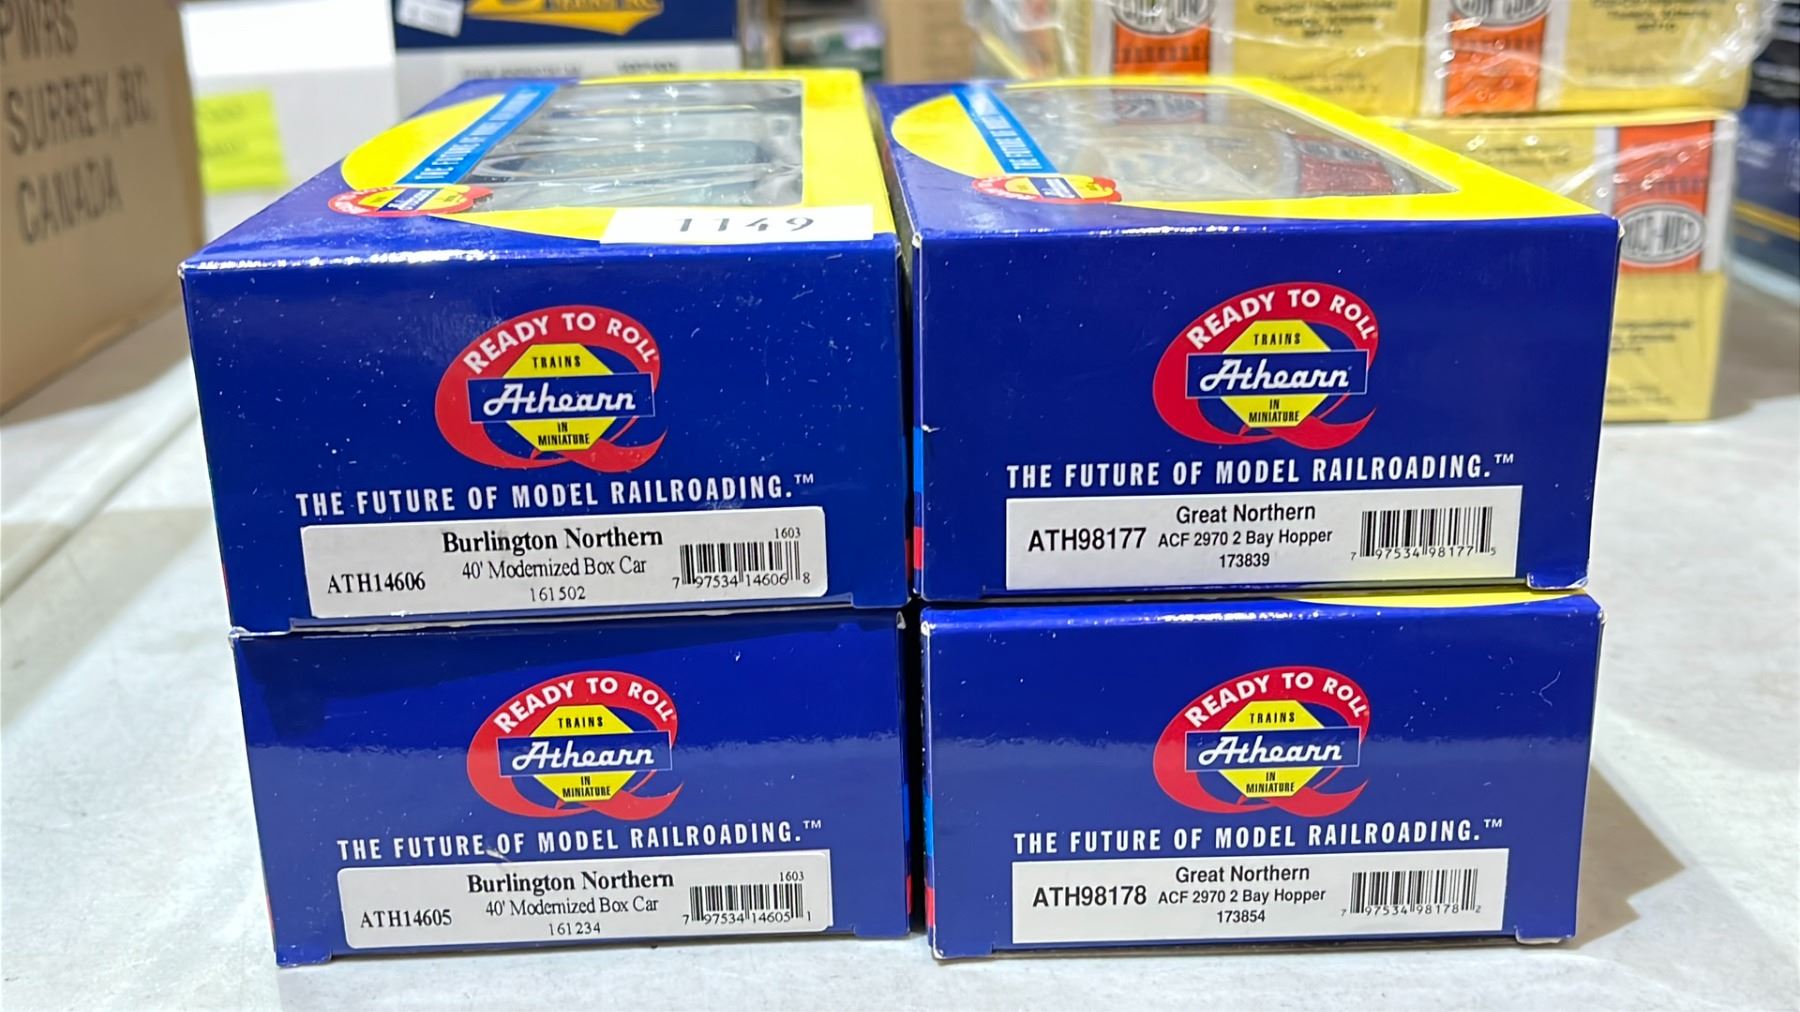 PWRS
SURREY, BC,
CANADA
THE FUTURE OF MODEL RAILROADING
1149
READY TO ROLL
TRAINS
Athearn
IN
MINIATURE
THE FUTURE OF MODEL RAILROADING.™
Burlington Northern
1603
ATH14606
40' Modernized Box Car
161502
7 97534 14606 8
READY TO ROLL
TRAINS
Athearn
IN
MINIATURE
THE FUTURE OF MODEL RAILROADING.™
Great Northern
ATH98177
ACF 2970 2 Bay Hopper
173839
7 97534 98177 5
READY TO ROLL
TRAINS
Athearn
IN
MINIATURE
THE FUTURE OF MODEL RAILROADING.™
Burlington Northern
1603
ATH14605
40' Modernized Box Car
161234
7 97534 14605 1
READY TO ROLL
TRAINS
Athearn
IN
MINIATURE
THE FUTURE OF MODEL RAILROADING.™
Great Northern
ATH98178
ACF 2970 2 Bay Hopper
173854
7 97534 98178 2